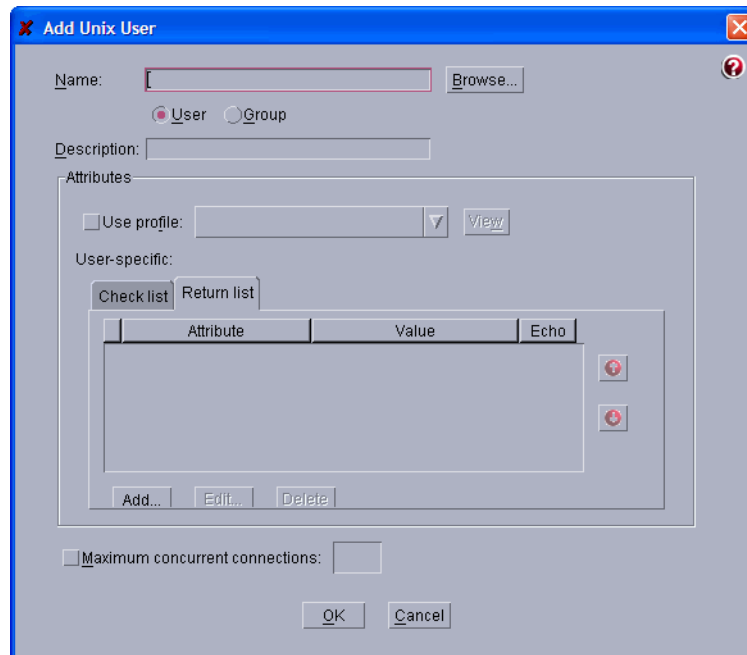 Add Unix User
Name: Browse...
User Group
Description:
Attributes
Use profile: View
User-specific:
Check list Return list
Attribute Value Echo
Add... Edit... Delete
Maximum concurrent connections:
OK Cancel